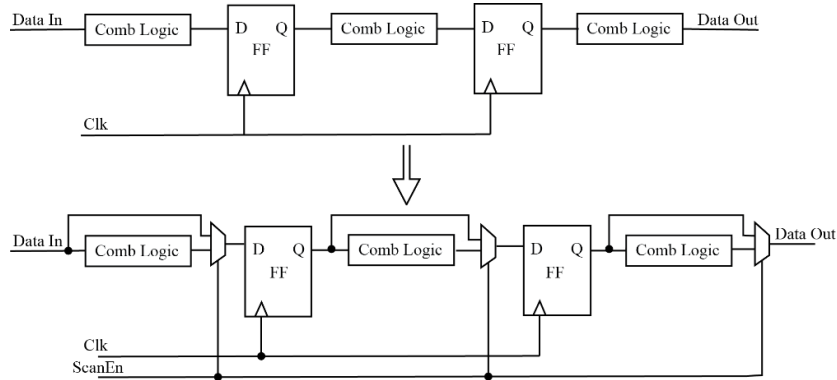 Data In
Comb Logic
D Q
FF
Comb Logic
D Q
FF
Comb Logic
Data Out
Clk
Data In
Comb Logic
D Q
FF
Comb Logic
D Q
FF
Comb Logic
Data Out
Clk
ScanEn